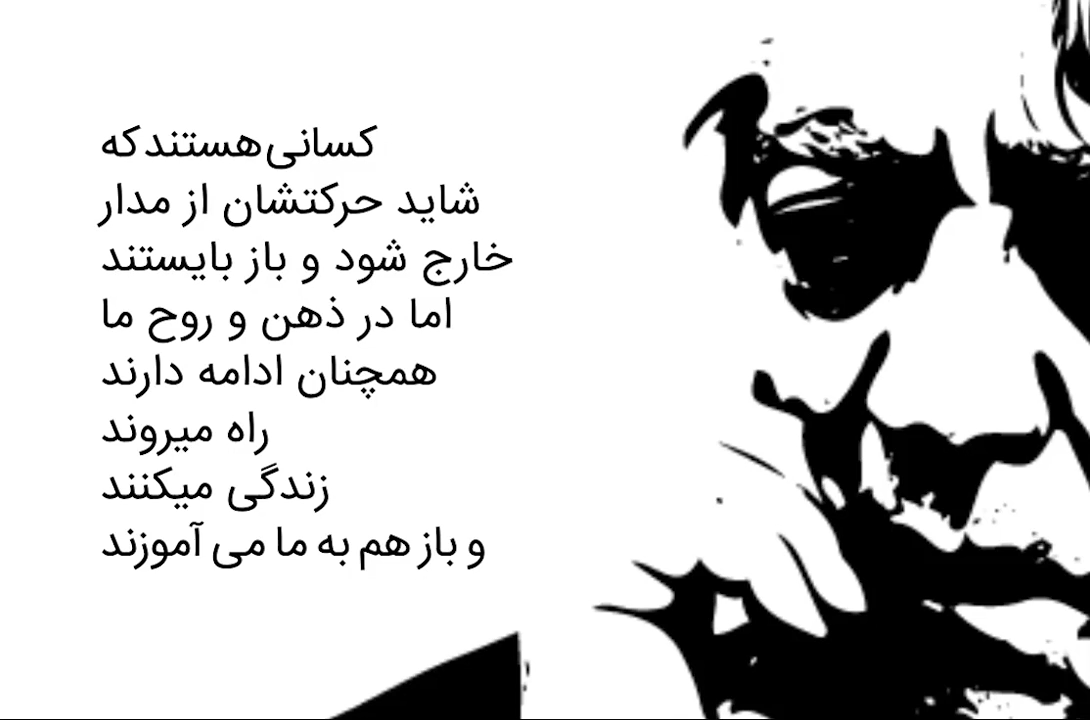 کسانی هستند که
شاید حرکتشان از مدار
خارج شود و باز بایستند
اما در ذهن و روح ما
همچنان ادامه دارند
راه میروند
زندگی میکنند
و باز هم به ما می آموزند